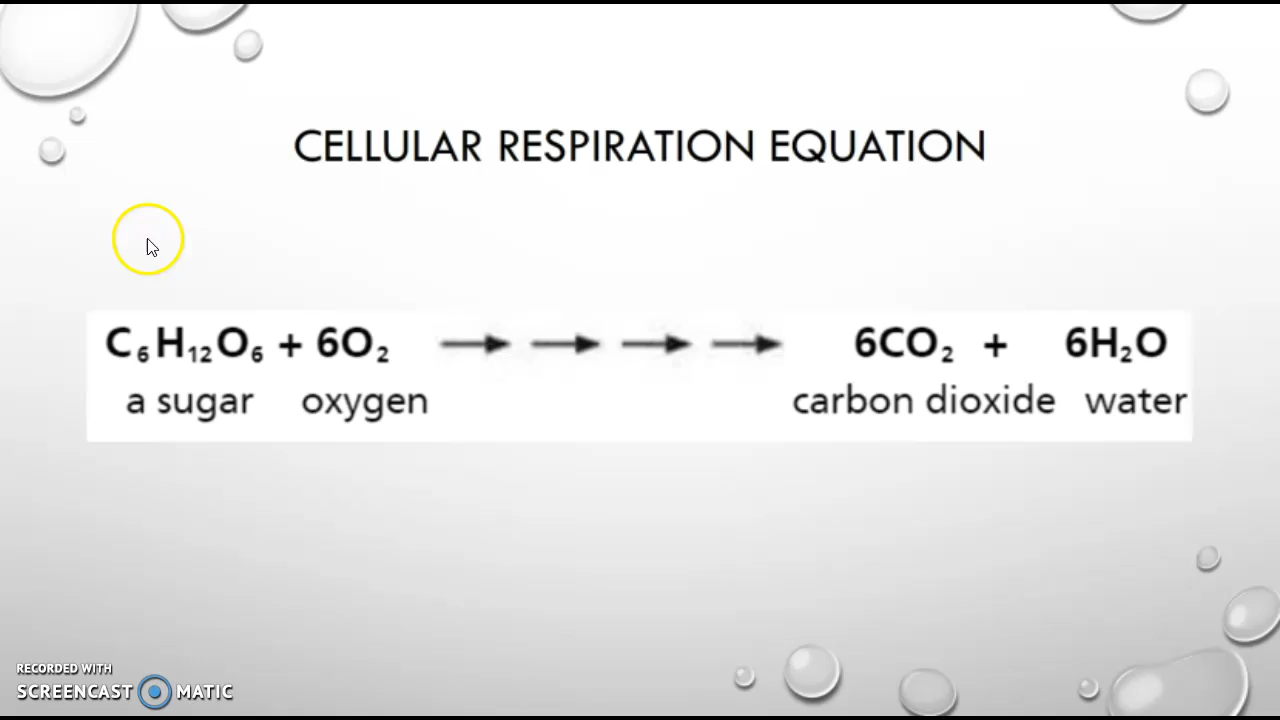 CELLULAR RESPIRATION EQUATION
C₆H₁₂O₆ + 6O₂ → → → → 6CO₂ + 6H₂O
a sugar oxygen carbon dioxide water
RECORDED WITH
SCREENCAST MATIC